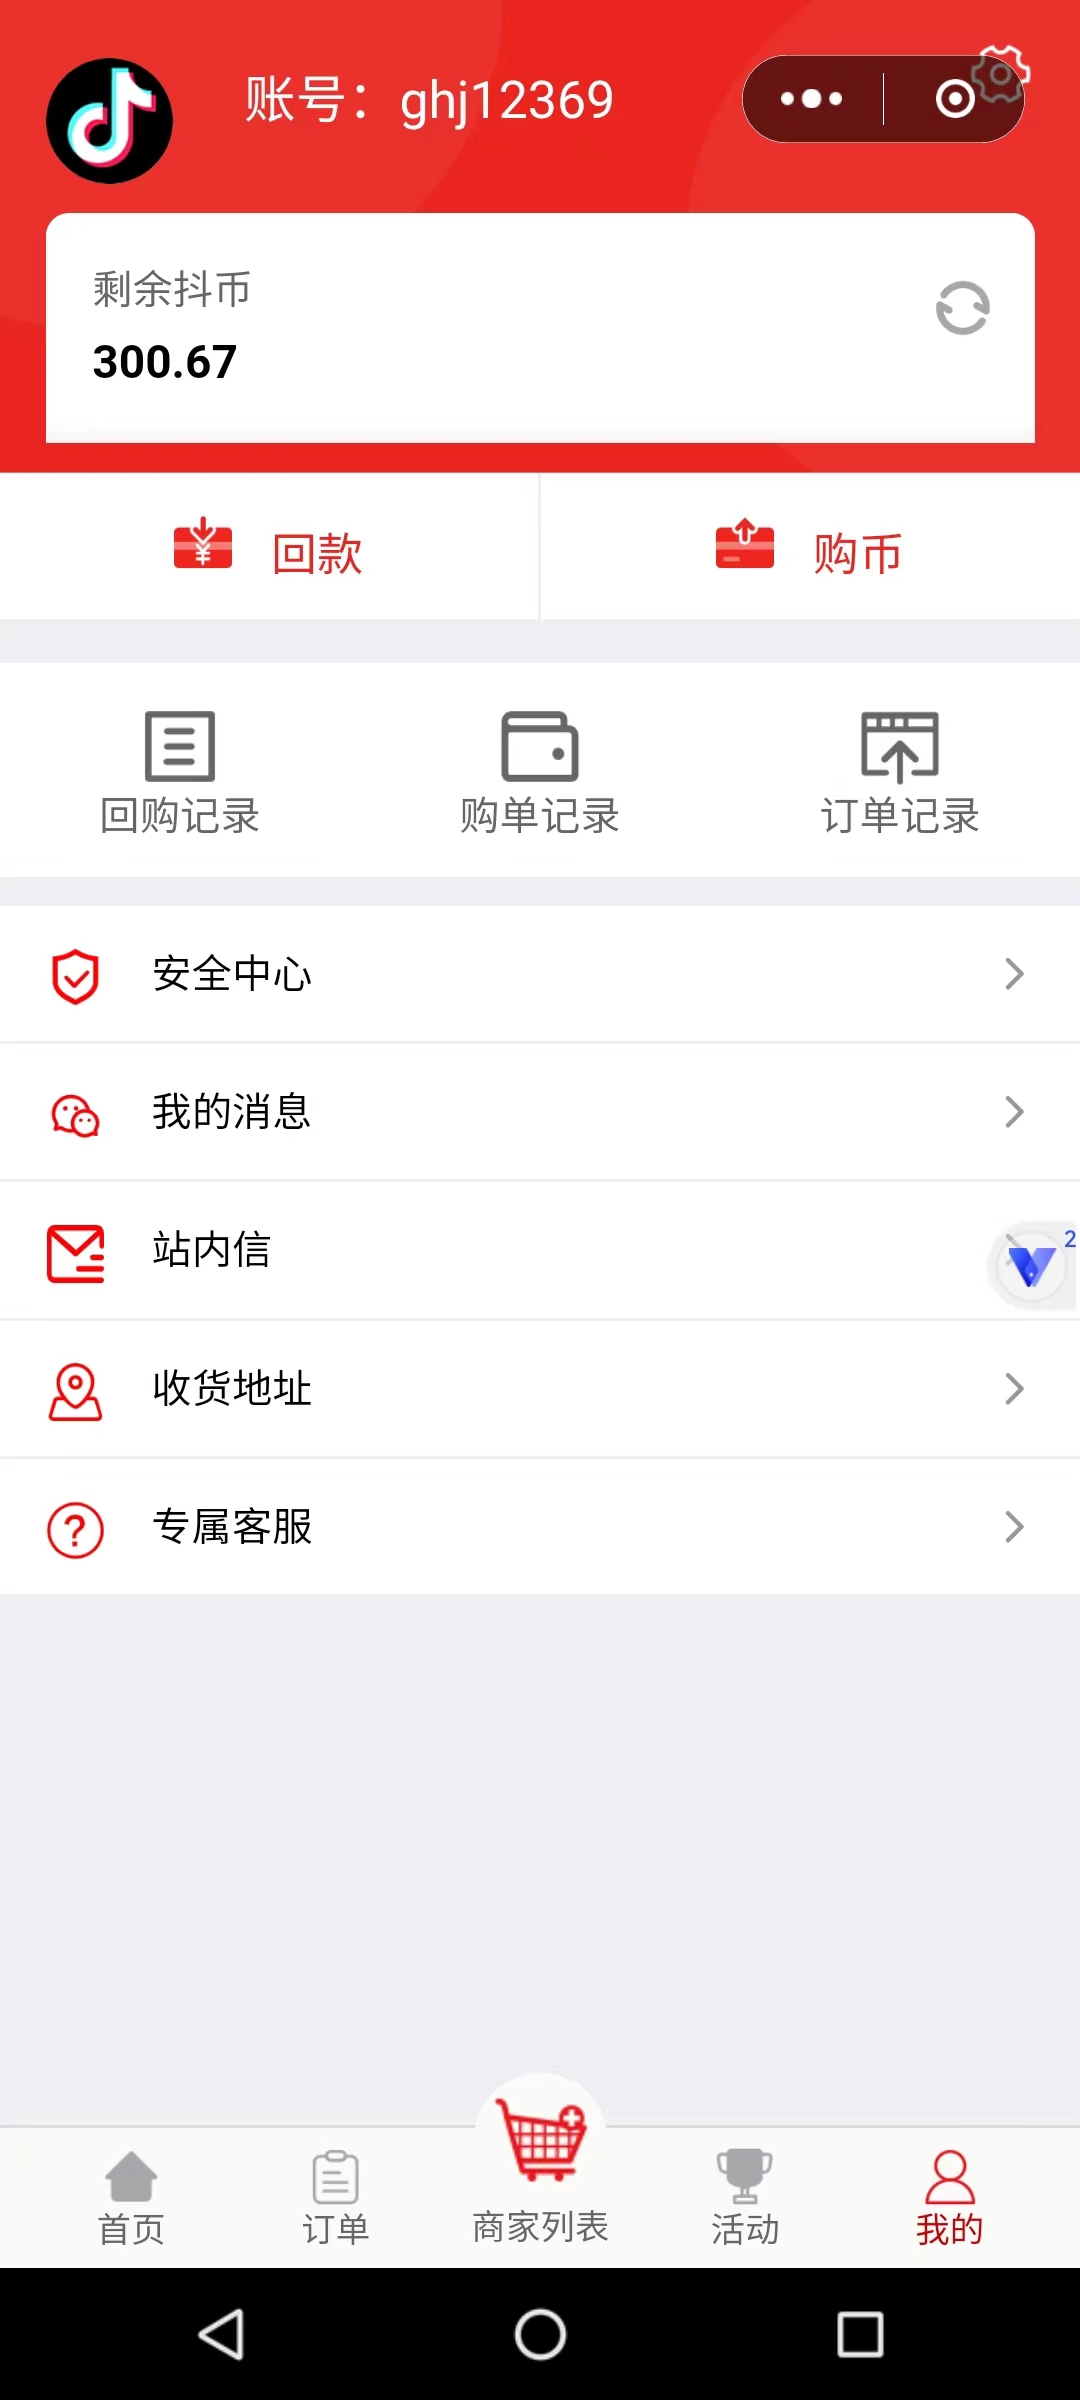 账号：ghj12369
剩余抖币
300.67
回款
购币
回购记录
购单记录
订单记录
安全中心
我的消息
站内信
2
收货地址
专属客服
首页
订单
商家列表
活动
我的